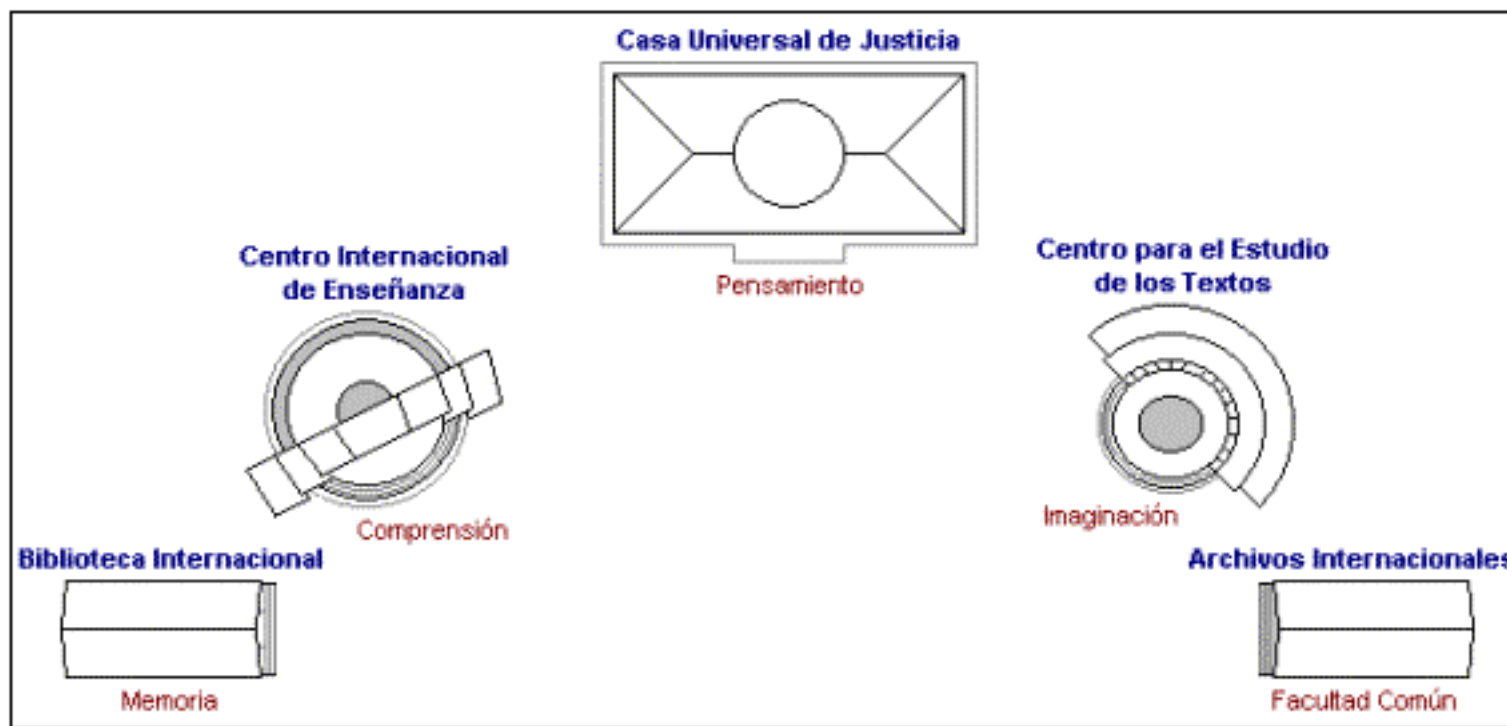 Casa Universal de Justicia
Pensamiento
Centro Internacional
de Enseñanza
Comprensión
Centro para el Estudio
de los Textos
Imaginación
Biblioteca Internacional
Memoria
Archivos Internacionales
Facultad Común